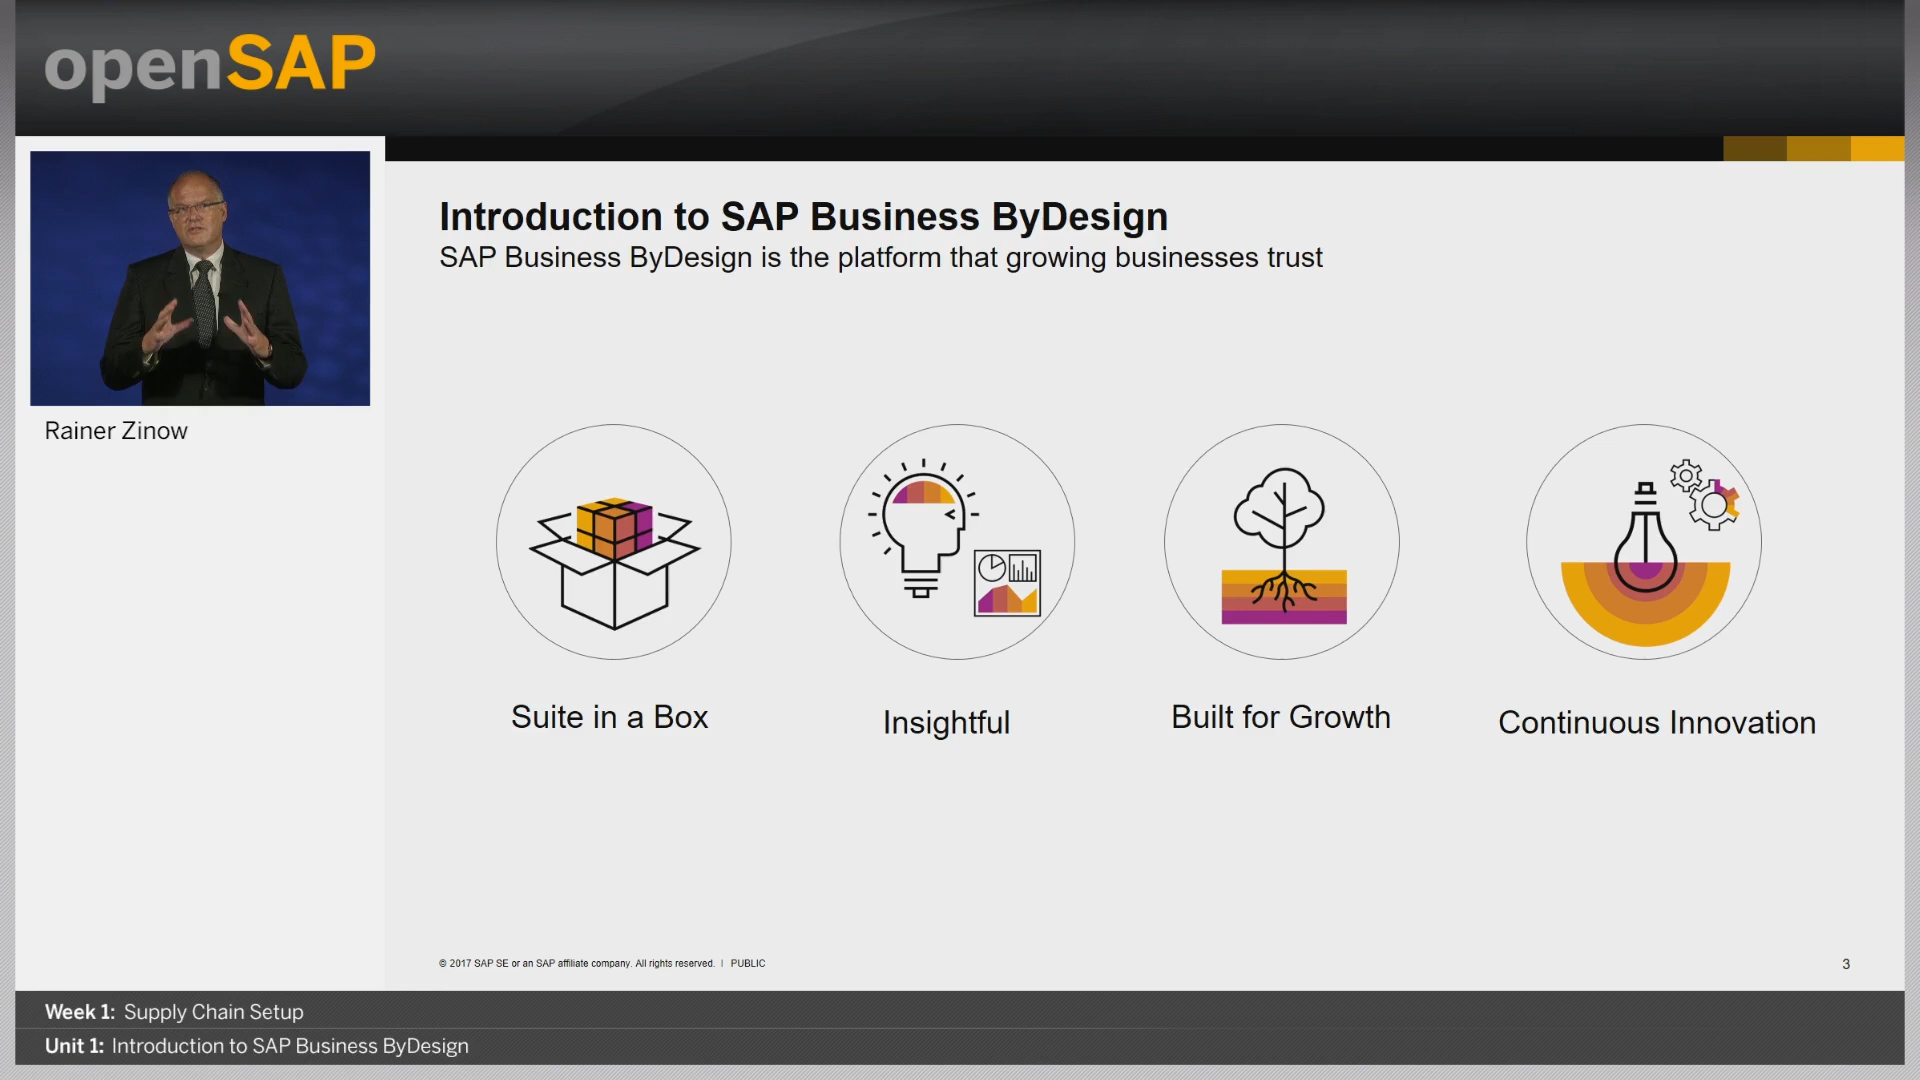 openSAP
Rainer Zinow
Introduction to SAP Business ByDesign
SAP Business ByDesign is the platform that growing businesses trust
Suite in a Box
Insightful
Built for Growth
Continuous Innovation
© 2017 SAP SE or an SAP affiliate company. All rights reserved. I PUBLIC
3
Week 1: Supply Chain Setup
Unit 1: Introduction to SAP Business ByDesign